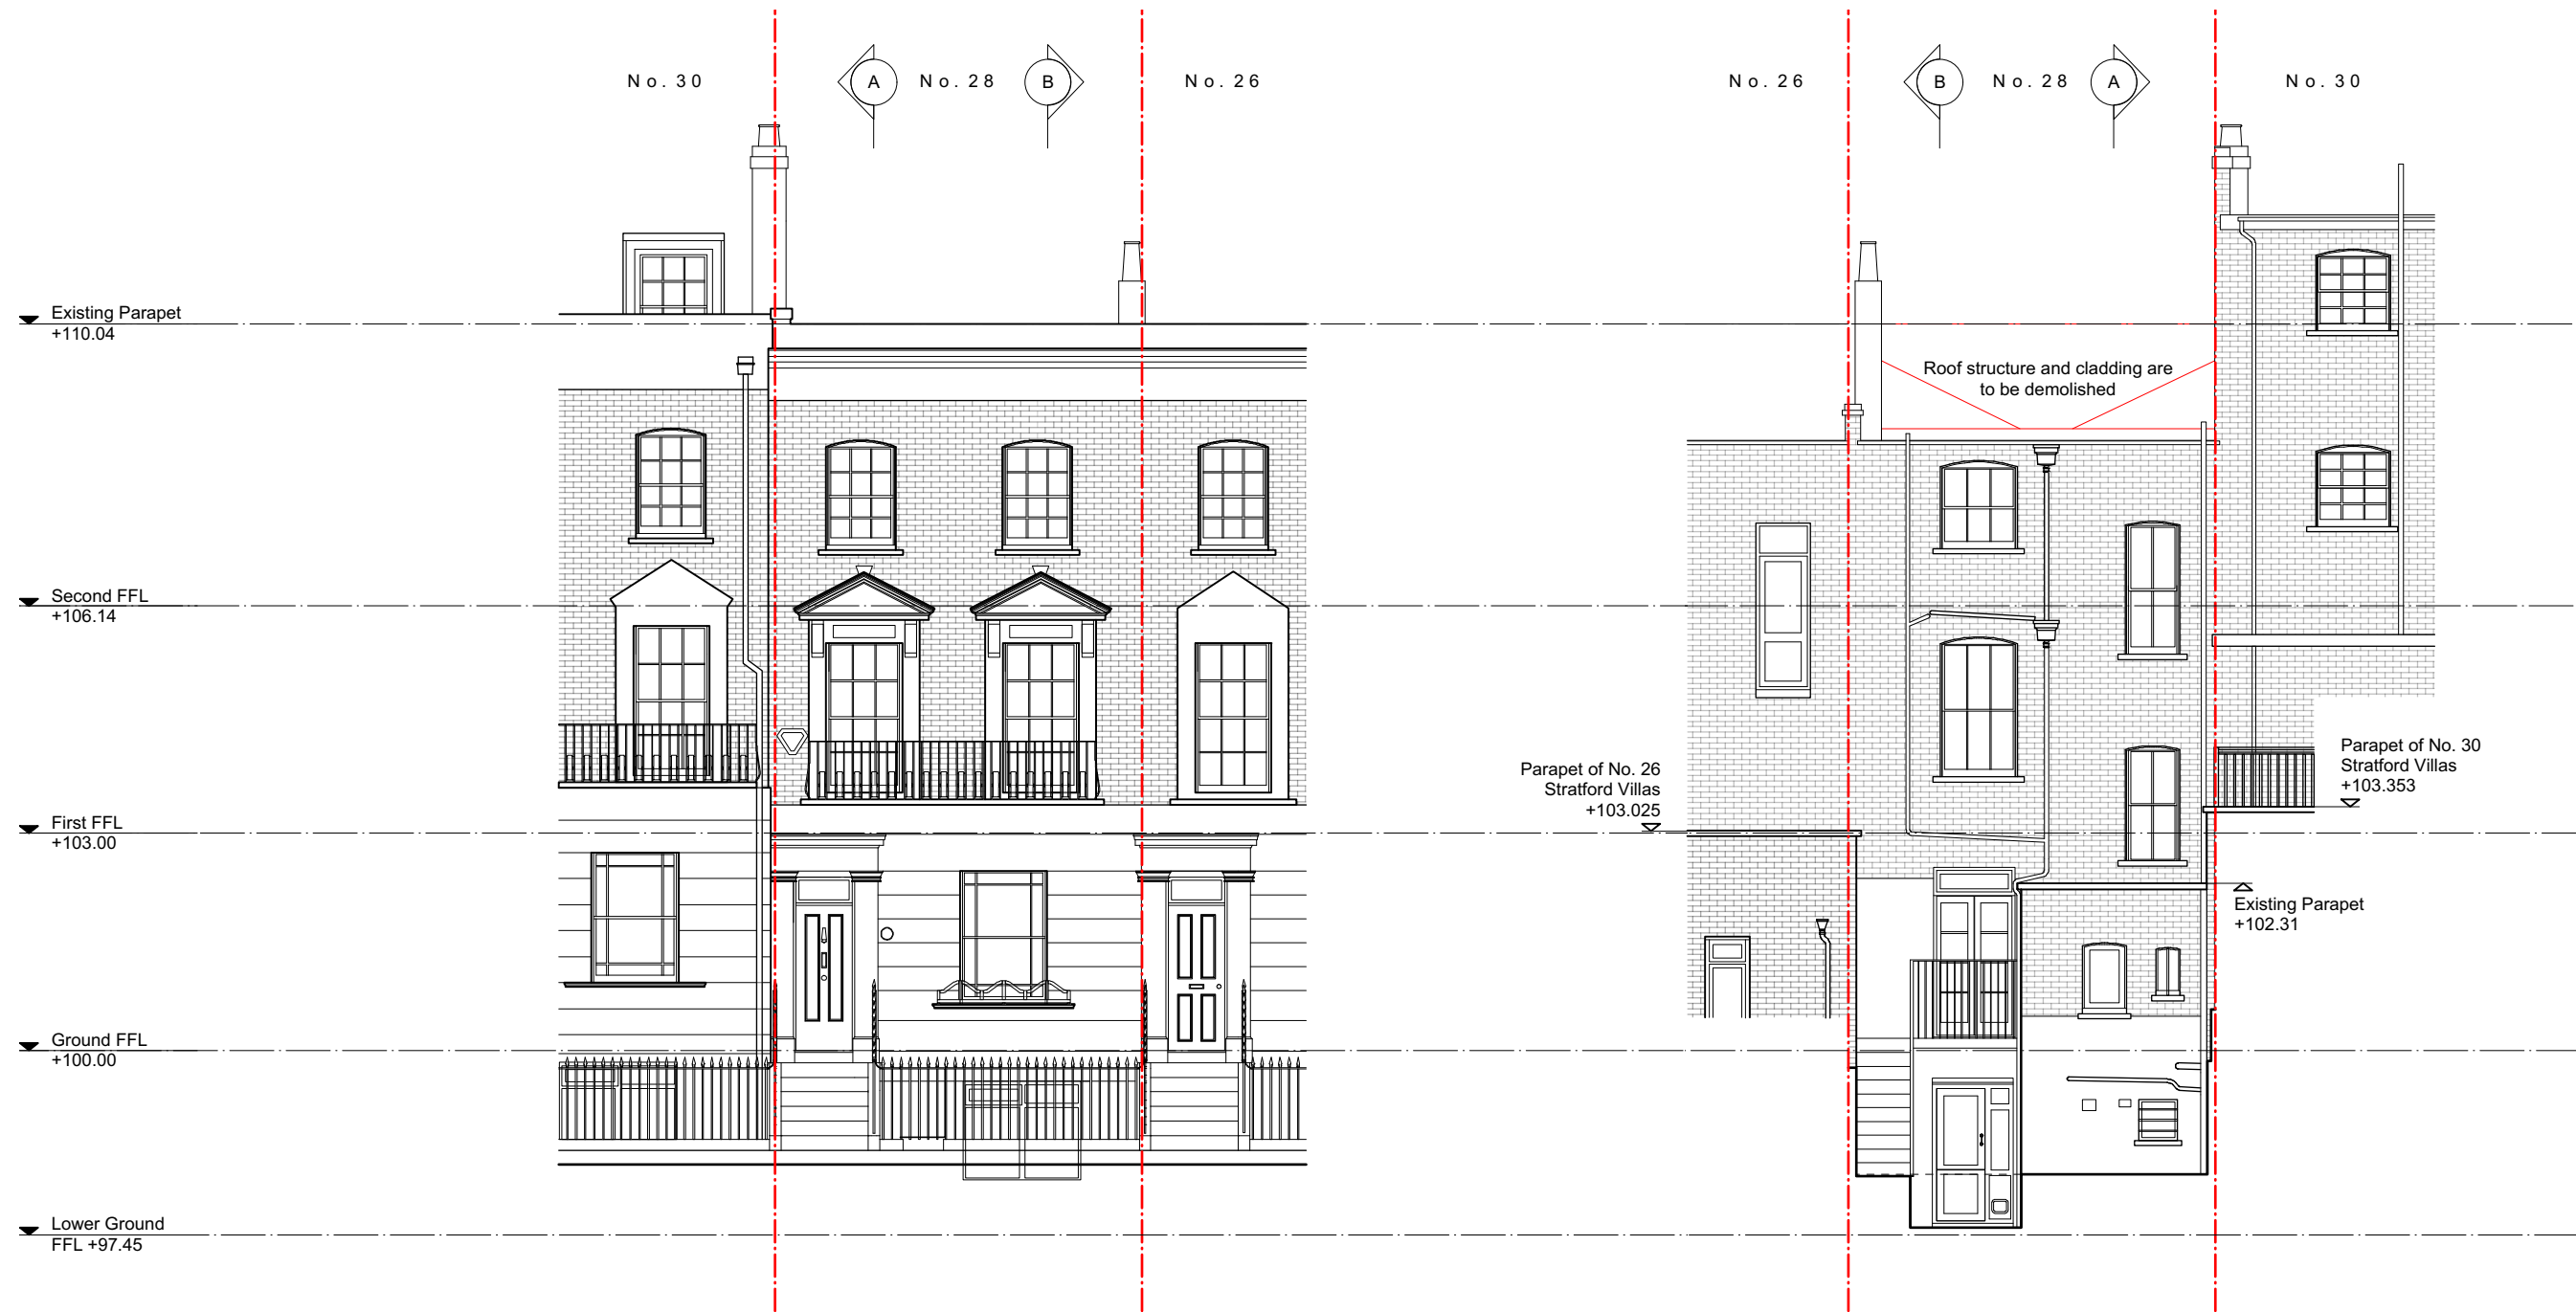 No. 30
A
No. 28
B
No. 26
No. 26
B
No. 28
A
No. 30
Existing Parapet
+110.04
Roof structure and cladding are
to be demolished
Second FFL
+106.14
Parapet of No. 30
Stratford Villas
+103.353
Parapet of No. 26
Stratford Villas
+103.025
First FFL
+103.00
Existing Parapet
+102.31
Ground FFL
+100.00
Lower Ground
FFL +97.45